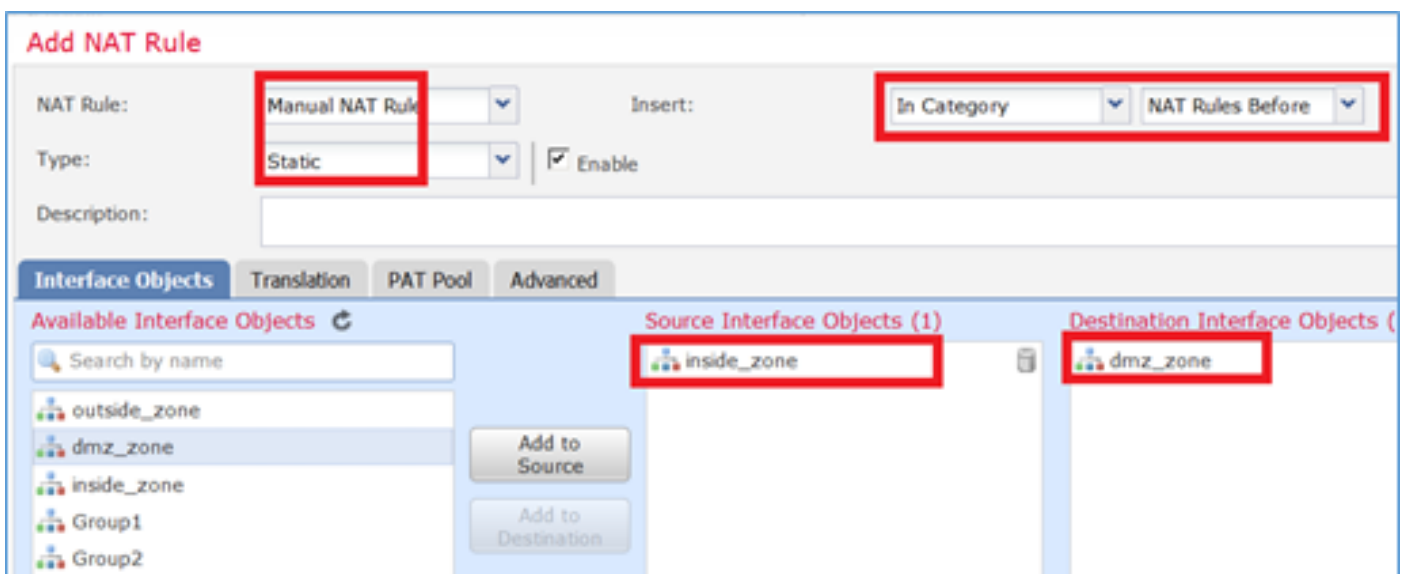 Add NAT Rule
NAT Rule: Manual NAT Rule Insert: In Category NAT Rules Before
Type: Static Enable
Description:
Interface Objects Translation PAT Pool Advanced
Available Interface Objects Source Interface Objects (1) Destination Interface Objects (
Search by name inside_zone dmz_zone
outside_zone
dmz_zone
Add to
Source
inside_zone
Group1
Add to
Destination
Group2